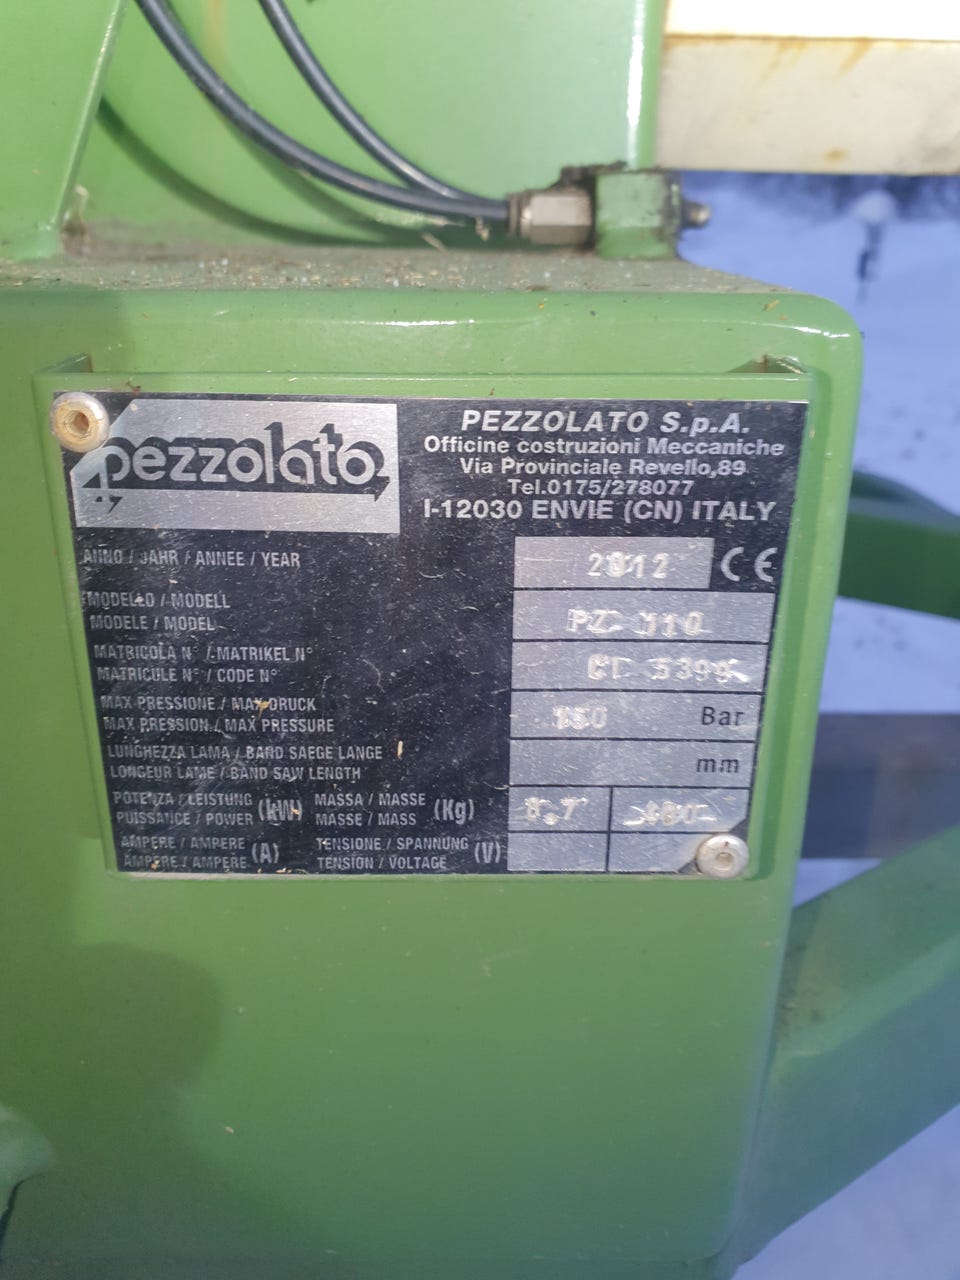 pezzolato
PEZZOLATO S.p.A.
Officine costruzioni Meccaniche
Via Provinciale Revello,89
Tel.0175/278077
I-12030 ENVIE (CN) ITALY
ANNO / JAHR / ANNEE / YEAR 2012 CE
MODELLO / MODELL
MODELE / MODEL PZ 110
MATRICOLA N° / MATRIKEL N°
MATRICULE N° / CODE N°
MAX PRESSIONE / MAX DRUCK
MAX PRESSION / MAX PRESSURE Bar
LUNGHEZZA LAMA / BAND SAEGE LANGE
LONGEUR LAME / BAND SAW LENGTH mm
POTENZA / LEISTUNG
PUISSANCE / POWER (kW) MASSA / MASSE
MASSE / MASS (Kg)
AMPERE / AMPERE
AMPERE / AMPERE (A) TENSIONE / SPANNUNG
TENSION / VOLTAGE (V)